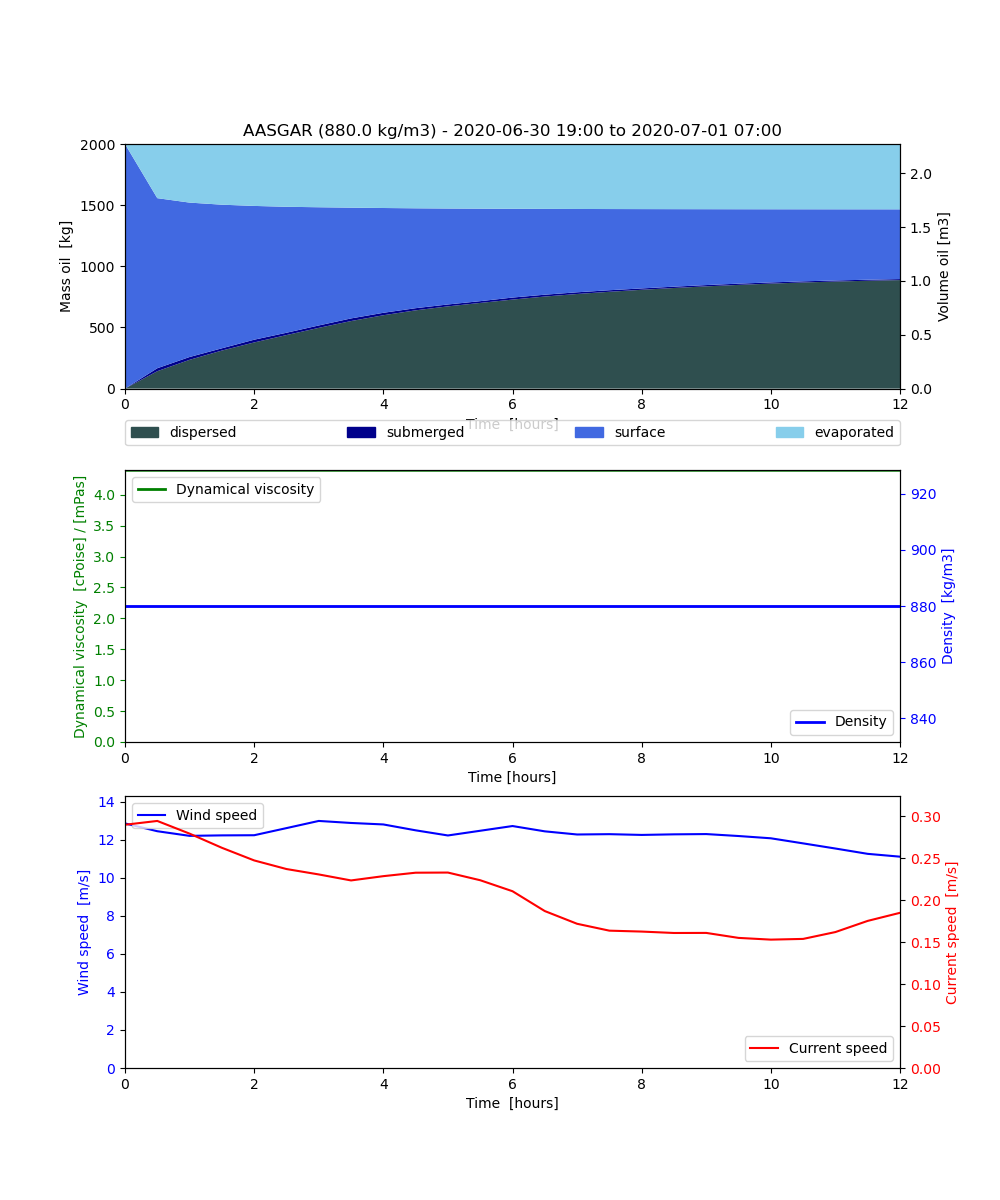 AASGAR (880.0 kg/m3) - 2020-06-30 19:00 to 2020-07-01 07:00
2000
1500
1000
500
0
Mass oil [kg]
2.0
1.5
1.0
0.5
0.0
Volume oil [m3]
0 2 4 6 8 10 12
Time [hours]
dispersed submerged surface evaporated
Dynamical viscosity
4.0
3.5
3.0
2.5
2.0
1.5
1.0
0.5
0.0
Dynamical viscosity [cPoise] / [mPas]
920
900
880
860
840
Density [kg/m3]
Density
0 2 4 6 8 10 12
Time [hours]
Wind speed
14
12
10
8
6
4
2
0
Wind speed [m/s]
0.30
0.25
0.20
0.15
0.10
0.05
0.00
Current speed [m/s]
Current speed
0 2 4 6 8 10 12
Time [hours]